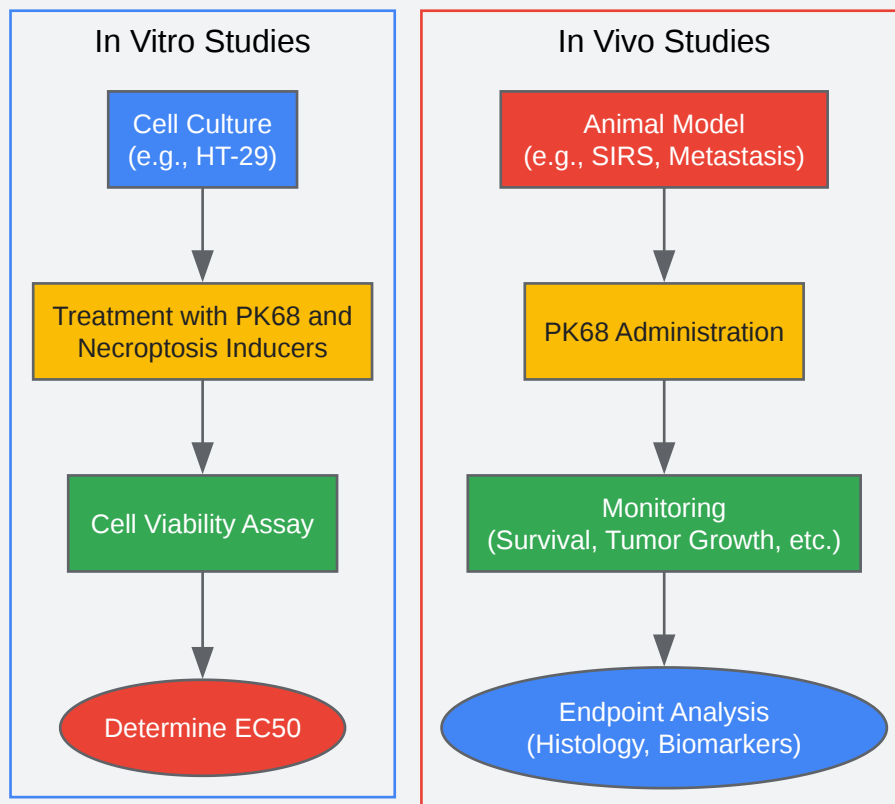 In Vitro Studies
Cell Culture
(e.g., HT-29)
Treatment with PK68 and
Necroptosis Inducers
Cell Viability Assay
Determine EC50
In Vivo Studies
Animal Model
(e.g., SIRS, Metastasis)
PK68 Administration
Monitoring
(Survival, Tumor Growth, etc.)
Endpoint Analysis
(Histology, Biomarkers)